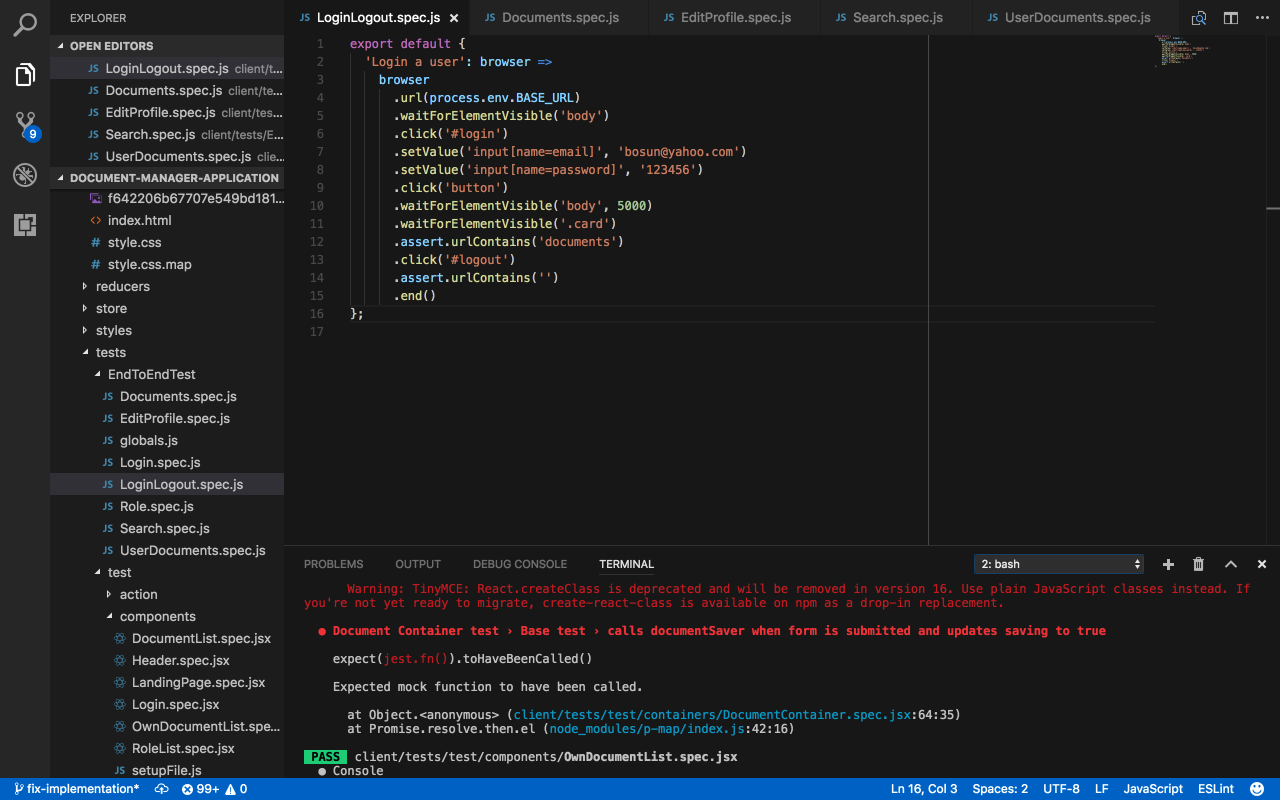 EXPLORER
OPEN EDITORS
JS LoginLogout.spec.js client/t...
JS Documents.spec.js client/te...
JS EditProfile.spec.js client/tes...
JS Search.spec.js client/tests/E...
JS UserDocuments.spec.js clie...
DOCUMENT-MANAGER-APPLICATION
f642206b67707e549bd181...
<> index.html
# style.css
# style.css.map
reducers
store
styles
tests
EndToEndTest
JS Documents.spec.js
JS EditProfile.spec.js
JS globals.js
JS Login.spec.js
JS LoginLogout.spec.js
JS Role.spec.js
JS Search.spec.js
JS UserDocuments.spec.js
test
action
components
DocumentList.spec.jsx
Header.spec.jsx
LandingPage.spec.jsx
Login.spec.jsx
OwnDocumentList.spe...
RoleList.spec.jsx
JS setupFile.js
9
JS LoginLogout.spec.js × JS Documents.spec.js JS EditProfile.spec.js JS Search.spec.js JS UserDocuments.spec.js
1 export default {
2 'Login a user': browser =>
3 browser
4 .url(process.env.BASE_URL)
5 .waitForElementVisible('body')
6 .click('#login')
7 .setValue('input[name=email]', 'bosun@yahoo.com')
8 .setValue('input[name=password]', '123456')
9 .click('button')
10 .waitForElementVisible('body', 5000)
11 .waitForElementVisible('.card')
12 .assert.urlContains('documents')
13 .click('#logout')
14 .assert.urlContains('')
15 .end()
16 };
17
PROBLEMS OUTPUT DEBUG CONSOLE TERMINAL 2: bash
Warning: TinyMCE: React.createClass is deprecated and will be removed in version 16. Use plain JavaScript classes instead. If
you're not yet ready to migrate, create-react-class is available on npm as a drop-in replacement.
● Document Container test › Base test › calls documentSaver when form is submitted and updates saving to true
expect(jest.fn()).toHaveBeenCalled()
Expected mock function to have been called.
at Object.<anonymous> (client/tests/test/containers/DocumentContainer.spec.jsx:64:35)
at Promise.resolve.then.el (node_modules/p-map/index.js:42:16)
PASS client/tests/test/components/OwnDocumentList.spec.jsx
● Console
fix-implementation* 99+ 0 Ln 16, Col 3 Spaces: 2 UTF-8 LF JavaScript ESLint